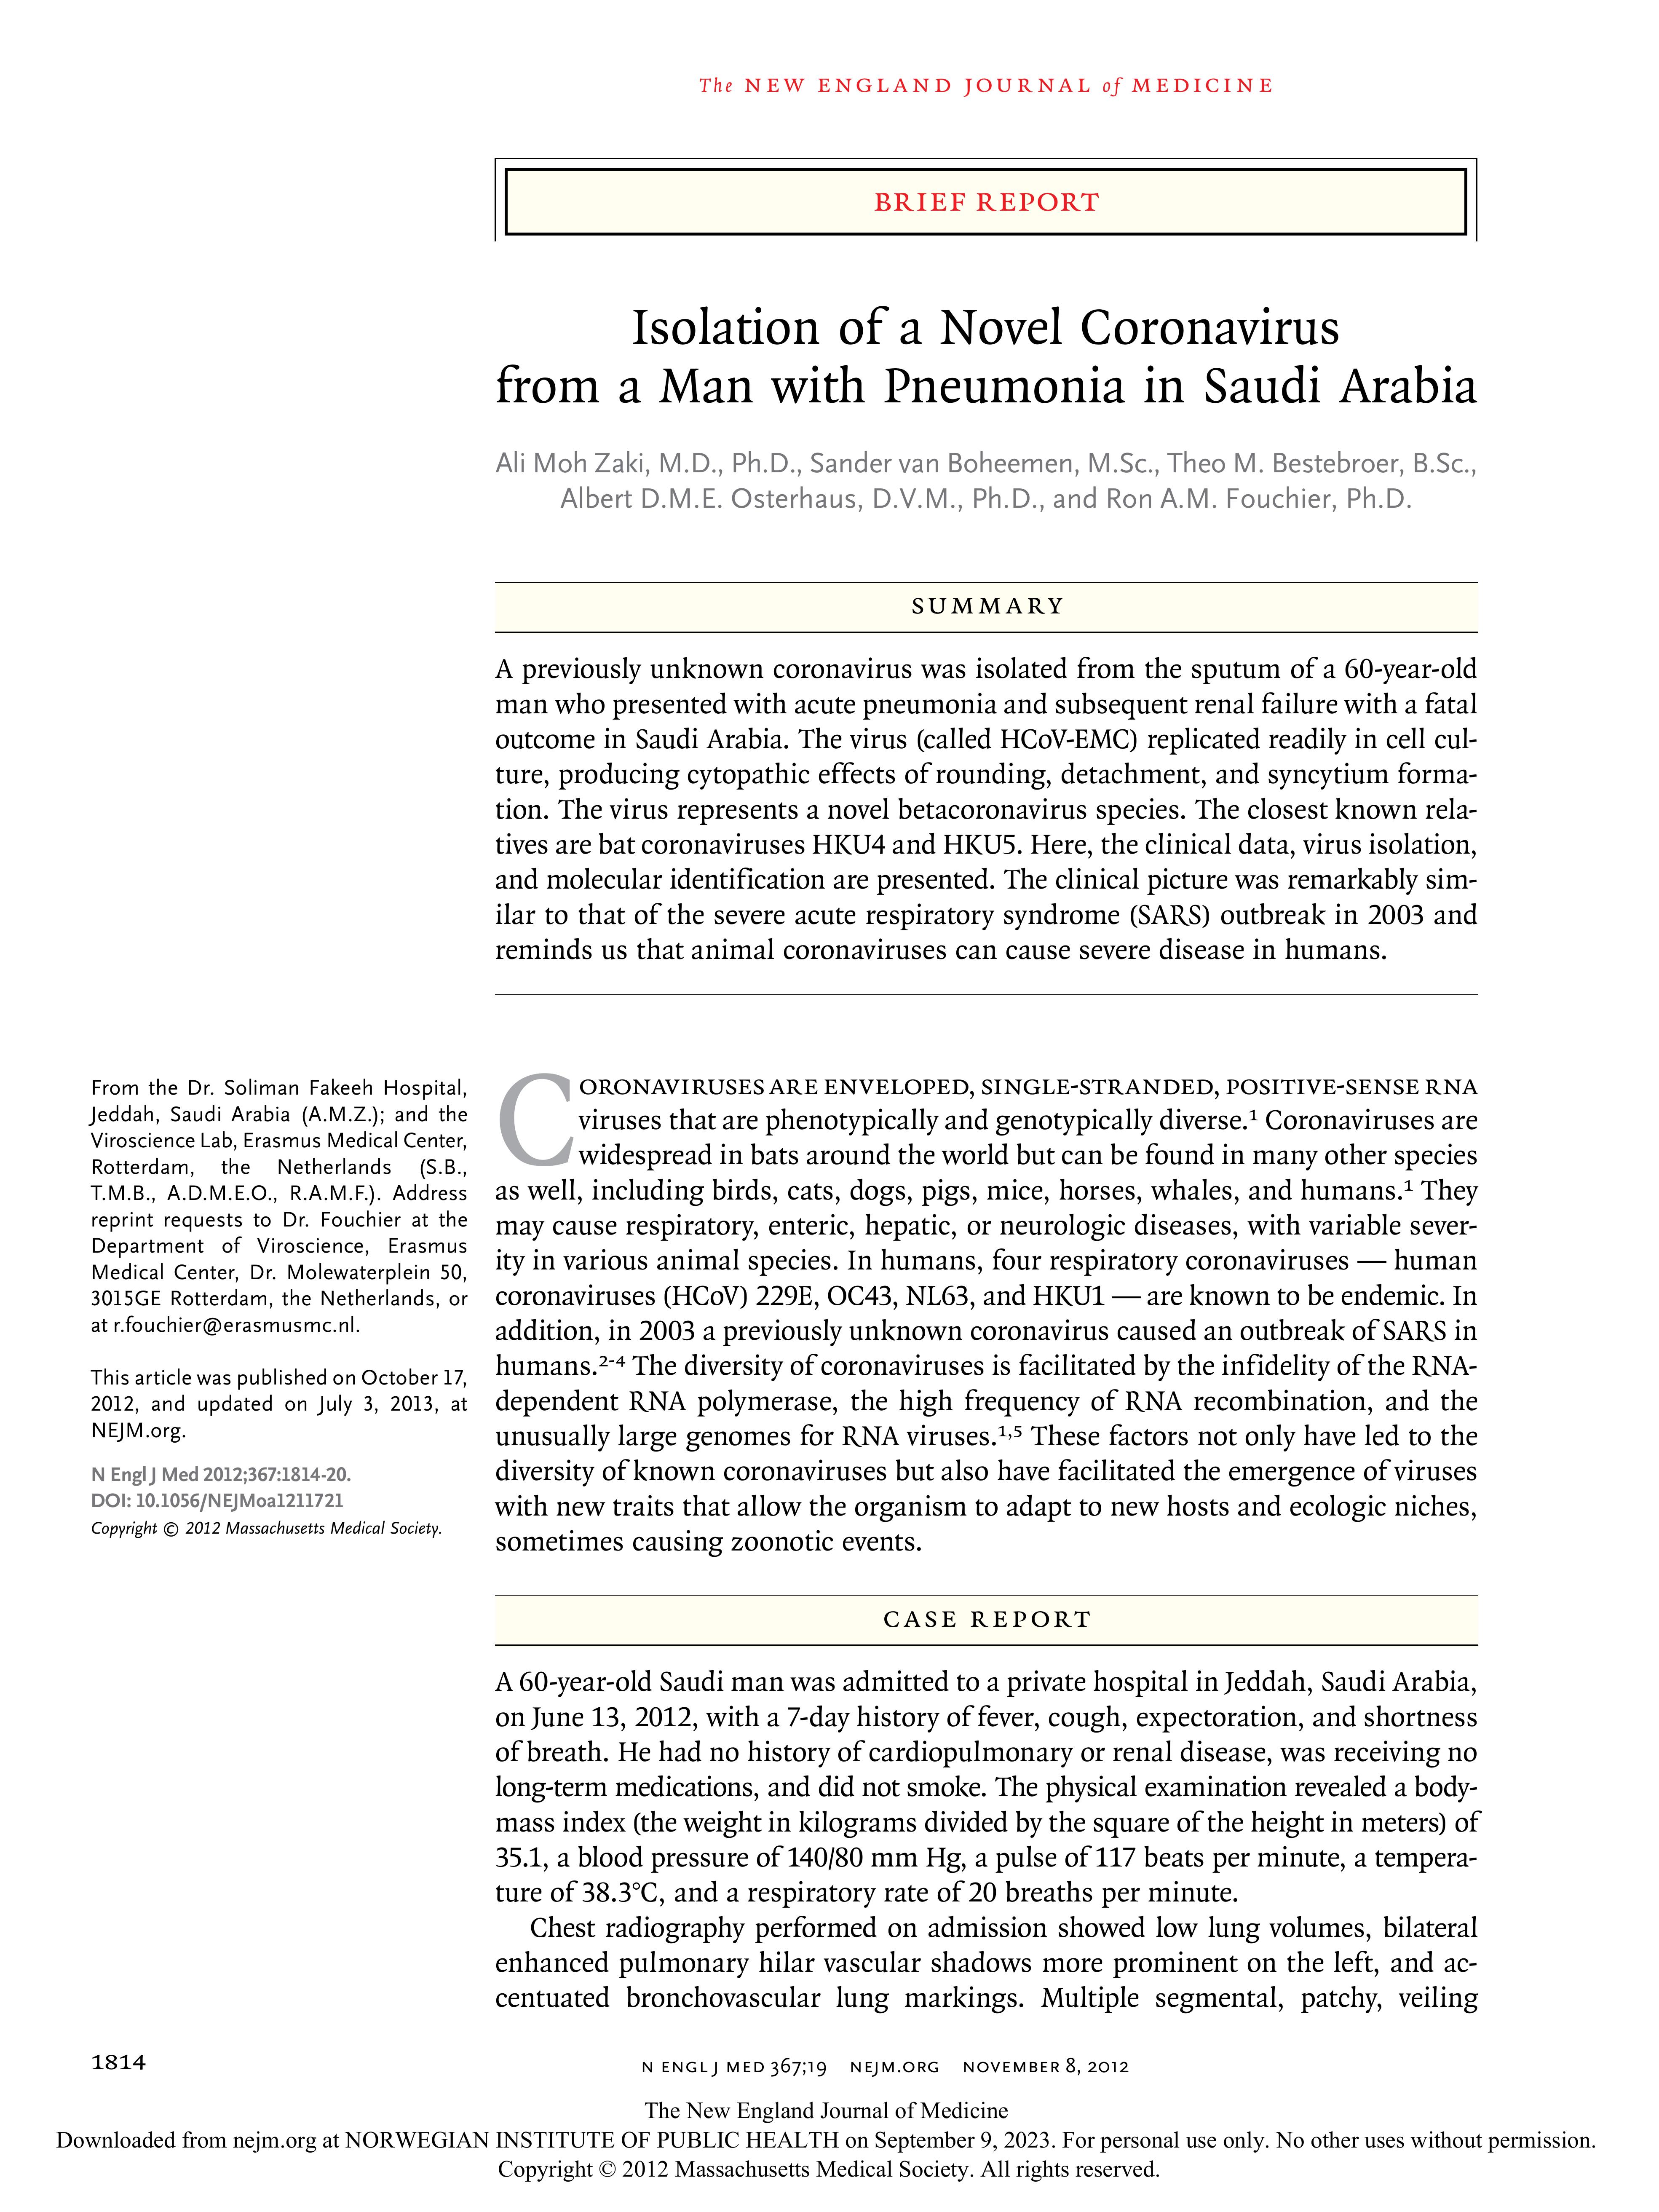 The NEW ENGLAND JOURNAL of MEDICINE
BRIEF REPORT
Isolation of a Novel Coronavirus
from a Man with Pneumonia in Saudi Arabia
Ali Moh Zaki, M.D., Ph.D., Sander van Boheemen, M.Sc., Theo M. Bestebroer, B.Sc.,
Albert D.M.E. Osterhaus, D.V.M., Ph.D., and Ron A.M. Fouchier, Ph.D.
SUMMARY
A previously unknown coronavirus was isolated from the sputum of a 60-year-old
man who presented with acute pneumonia and subsequent renal failure with a fatal
outcome in Saudi Arabia. The virus (called HCoV-EMC) replicated readily in cell cul-
ture, producing cytopathic effects of rounding, detachment, and syncytium forma-
tion. The virus represents a novel betacoronavirus species. The closest known rela-
tives are bat coronaviruses HKU4 and HKU5. Here, the clinical data, virus isolation,
and molecular identification are presented. The clinical picture was remarkably sim-
ilar to that of the severe acute respiratory syndrome (SARS) outbreak in 2003 and
reminds us that animal coronaviruses can cause severe disease in humans.
From the Dr. Soliman Fakeeh Hospital,
Jeddah, Saudi Arabia (A.M.Z.); and the
Viroscience Lab, Erasmus Medical Center,
Rotterdam, the Netherlands (S.B.,
T.M.B., A.D.M.E.O., R.A.M.F.). Address
reprint requests to Dr. Fouchier at the
Department of Viroscience, Erasmus
Medical Center, Dr. Molewaterplein 50,
3015GE Rotterdam, the Netherlands, or
at r.fouchier@erasmusmc.nl.
This article was published on October 17,
2012, and updated on July 3, 2013, at
NEJM.org.
N Engl J Med 2012;367:1814-20.
DOI: 10.1056/NEJMoa1211721
Copyright © 2012 Massachusetts Medical Society.
CORONAVIRUSES ARE ENVELOPED, SINGLE-STRANDED, POSITIVE-SENSE RNA
viruses that are phenotypically and genotypically diverse.¹ Coronaviruses are
widespread in bats around the world but can be found in many other species
as well, including birds, cats, dogs, pigs, mice, horses, whales, and humans.¹ They
may cause respiratory, enteric, hepatic, or neurologic diseases, with variable sever-
ity in various animal species. In humans, four respiratory coronaviruses — human
coronaviruses (HCoV) 229E, OC43, NL63, and HKU1 — are known to be endemic. In
addition, in 2003 a previously unknown coronavirus caused an outbreak of SARS in
humans.²⁻⁴ The diversity of coronaviruses is facilitated by the infidelity of the RNA-
dependent RNA polymerase, the high frequency of RNA recombination, and the
unusually large genomes for RNA viruses.¹,⁵ These factors not only have led to the
diversity of known coronaviruses but also have facilitated the emergence of viruses
with new traits that allow the organism to adapt to new hosts and ecologic niches,
sometimes causing zoonotic events.
CASE REPORT
A 60-year-old Saudi man was admitted to a private hospital in Jeddah, Saudi Arabia,
on June 13, 2012, with a 7-day history of fever, cough, expectoration, and shortness
of breath. He had no history of cardiopulmonary or renal disease, was receiving no
long-term medications, and did not smoke. The physical examination revealed a body-
mass index (the weight in kilograms divided by the square of the height in meters) of
35.1, a blood pressure of 140/80 mm Hg, a pulse of 117 beats per minute, a tempera-
ture of 38.3°C, and a respiratory rate of 20 breaths per minute.
Chest radiography performed on admission showed low lung volumes, bilateral
enhanced pulmonary hilar vascular shadows more prominent on the left, and ac-
centuated bronchovascular lung markings. Multiple segmental, patchy, veiling
1814
N ENGL J MED 367;19 NEJM.ORG NOVEMBER 8, 2012
The New England Journal of Medicine
Downloaded from nejm.org at NORWEGIAN INSTITUTE OF PUBLIC HEALTH on September 9, 2023. For personal use only. No other uses without permission.
Copyright © 2012 Massachusetts Medical Society. All rights reserved.